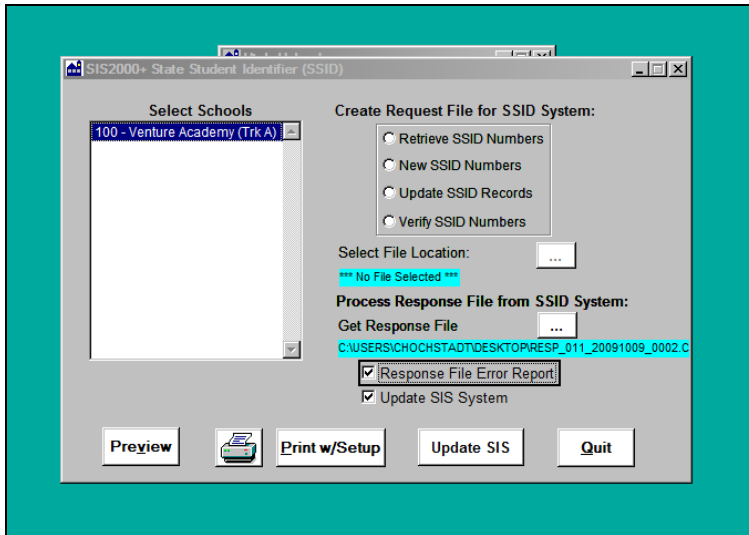 SIS2000+ State Student Identifier (SSID)
Select Schools
100 - Venture Academy (Trk A)
Create Request File for SSID System:
Retrieve SSID Numbers
New SSID Numbers
Update SSID Records
Verify SSID Numbers
Select File Location:
...
*** No File Selected ***
Process Response File from SSID System:
Get Response File
...
C:\USERS\CHOCHSTADT\DESKTOP\RESP_011_20091009_0002.C
Response File Error Report
Update SIS System
Preview
Print w/Setup
Update SIS
Quit